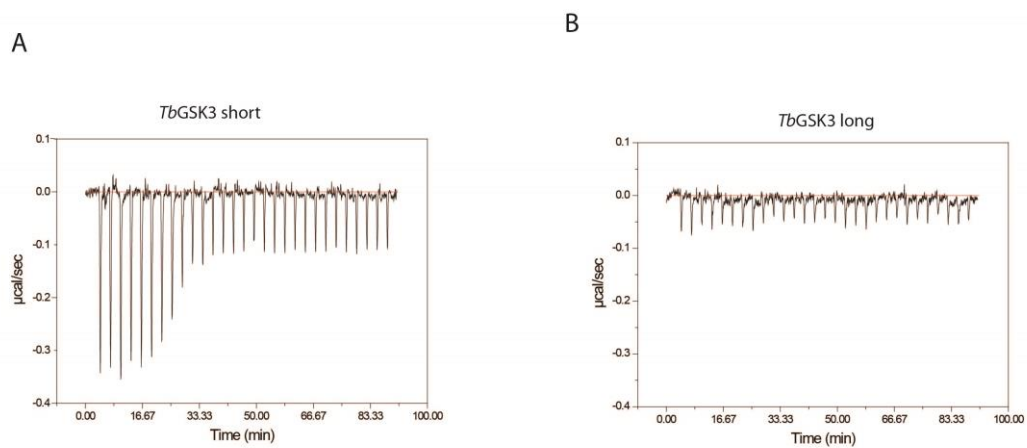 A
TbGSK3 short
0.1
0.0
-0.1
-0.2
-0.3
-0.4
µcal/sec
0.00 16.67 33.33 50.00 66.67 83.33 100.00
Time (min)
B
TbGSK3 long
0.1
0.0
-0.1
-0.2
-0.3
-0.4
µcal/sec
0.00 16.67 33.33 50.00 66.67 83.33 100.00
Time (min)